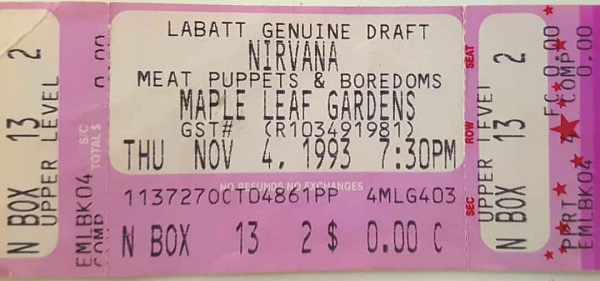 LABATT GENUINE DRAFT
NIRVANA
MEAT PUPPETS & BOREDOMS
MAPLE LEAF GARDENS
GST# (R103491981)
THU NOV 4, 1993 7:30PM
NO REFUNDS NO EXCHANGES
1137270CT04861PP 4MLG403
N BOX 13 2 $ 0.00 C
N BOX 13 2
UPPER LEVEL
EMLBK04 S/C 0.00
COMP TOTAL $
SEC ROW SEAT
UPPER LEVEL
N BOX 13 2
COMP 0.00
EMLBK04